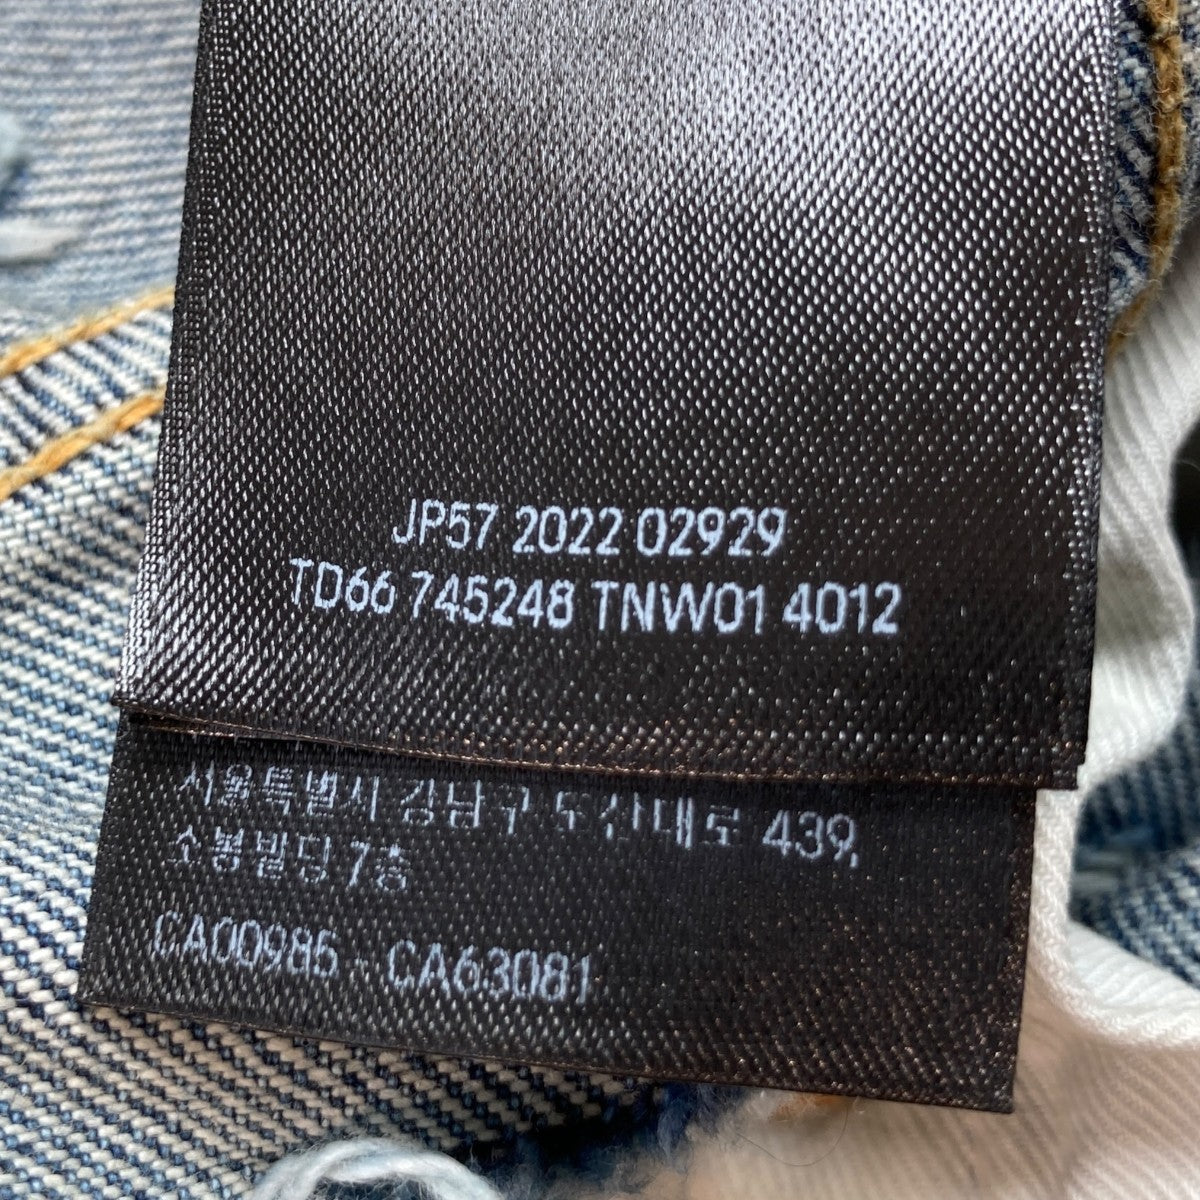 JP57 2022 02929
TD66 745248 TNW01 4012
서울특별시 강남구 도산대로 439,
소봉빌딩 7층
CA00985 - CA63081